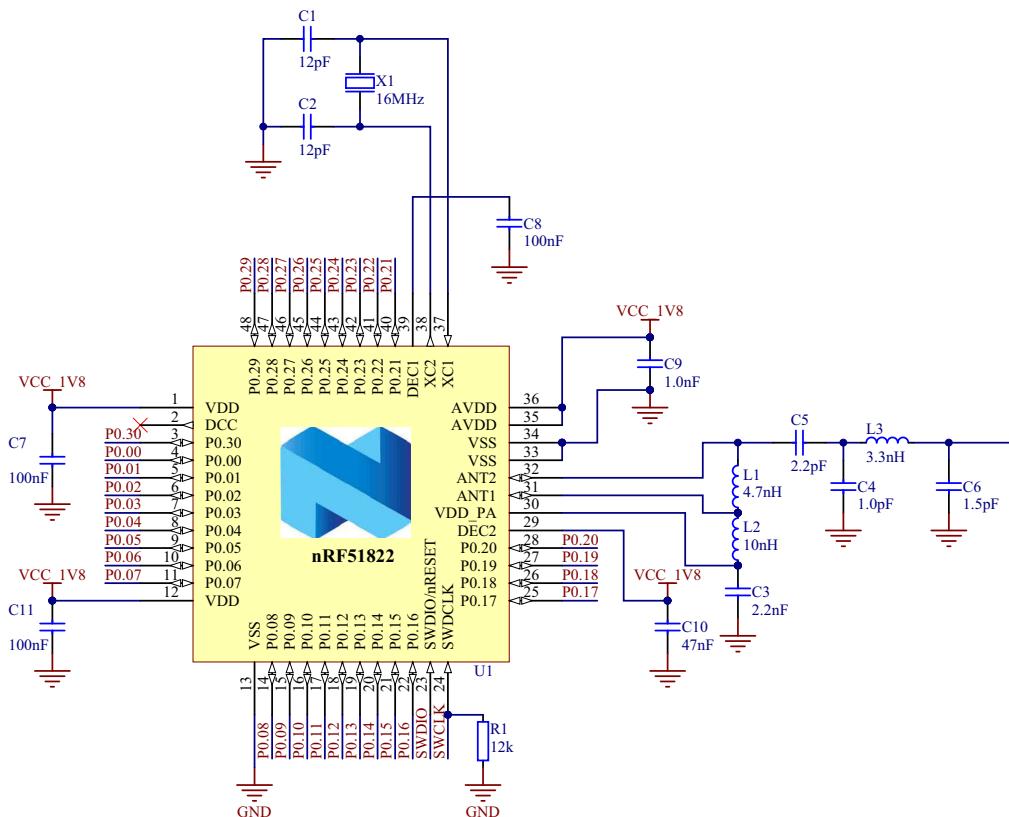 C1
12pF
X1
16MHz
C2
12pF
C8
100nF
P0.29
P0.28
P0.27
P0.26
P0.25
P0.24
P0.23
P0.22
P0.21
48
47
46
45
44
43
42
41
40
39
38
37
P0.29
P0.28
P0.27
P0.26
P0.25
P0.24
P0.23
P0.22
P0.21
DEC1
XC2
XC1
VCC_1V8
C9
1.0nF
VCC_1V8
C7
100nF
1 VDD
2 DCC
P0.30 3 P0.30
P0.00 4 P0.00
P0.01 5 P0.01
P0.02 6 P0.02
P0.03 7 P0.03
P0.04 8 P0.04
P0.05 9 P0.05
P0.06 10 P0.06
P0.07 11 P0.07
12 VDD
VCC_1V8
C11
100nF
nRF51822
AVDD 36
AVDD 35
VSS 34
VSS 33
ANT2 32
ANT1 31
VDD_PA 30
DEC2 29
P0.20 28 P0.20
P0.19 27 P0.19
P0.18 26 P0.18
P0.17 25 P0.17
C5
2.2pF
L3
3.3nH
L1
4.7nH
C4
1.0pF
C6
1.5pF
L2
10nH
C3
2.2nF
VCC_1V8
C10
47nF
VSS
P0.08
P0.09
P0.10
P0.11
P0.12
P0.13
P0.14
P0.15
P0.16
SWDIO/nRESET
SWDCLK
U1
13
14
15
16
17
18
19
20
21
22
23
24
P0.08
P0.09
P0.10
P0.11
P0.12
P0.13
P0.14
P0.15
P0.16
SWDIO
SWCLK
R1
12k
GND
GND